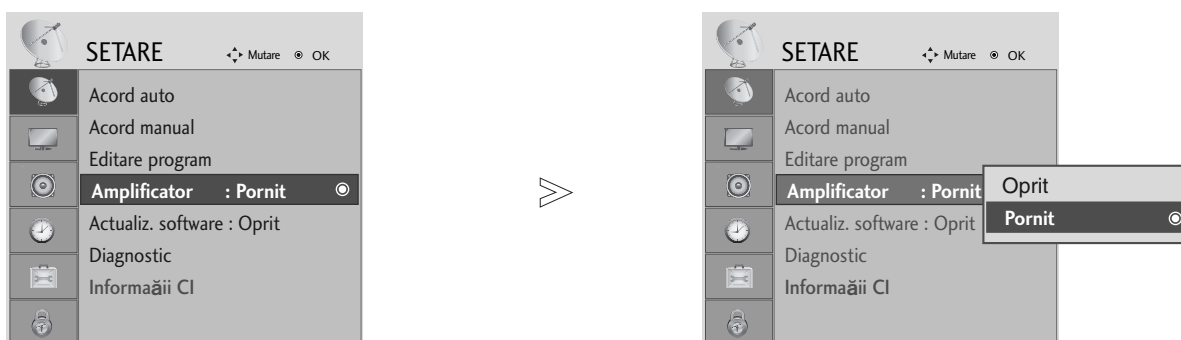 SETARE Mutare OK
Acord auto
Acord manual
Editare program
Amplificator : Pornit
Actualiz. software : Oprit
Diagnostic
Informaăii CI
SETARE Mutare OK
Acord auto
Acord manual
Editare program
Amplificator : Pornit
Actualiz. software : Oprit
Diagnostic
Informaăii CI
Oprit
Pornit